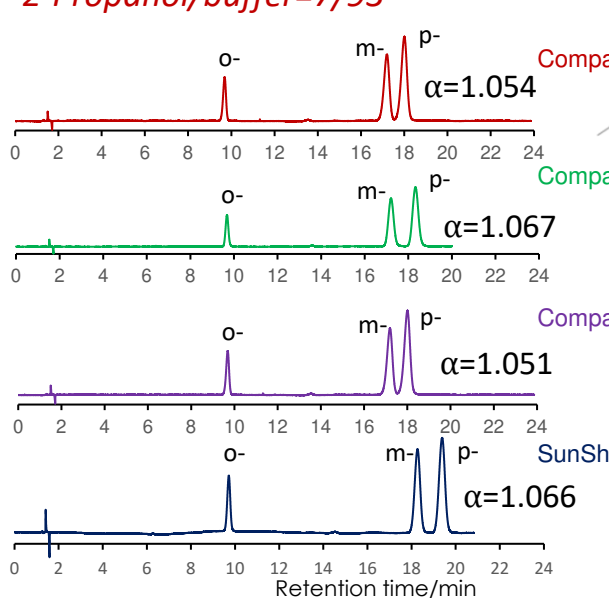 2-Propanol/buffer=7/93
o- m- p- Compa
α=1.054
0 2 4 6 8 10 12 14 16 18 20 22 24
Compa
o- m- p-
α=1.067
0 2 4 6 8 10 12 14 16 18 20 22 24
Compa
o- m- p-
α=1.051
0 2 4 6 8 10 12 14 16 18 20 22 24
o- m- p- SunSh
α=1.066
0 2 4 6 8 10 12 14 16 18 20 22 24
Retention time/min